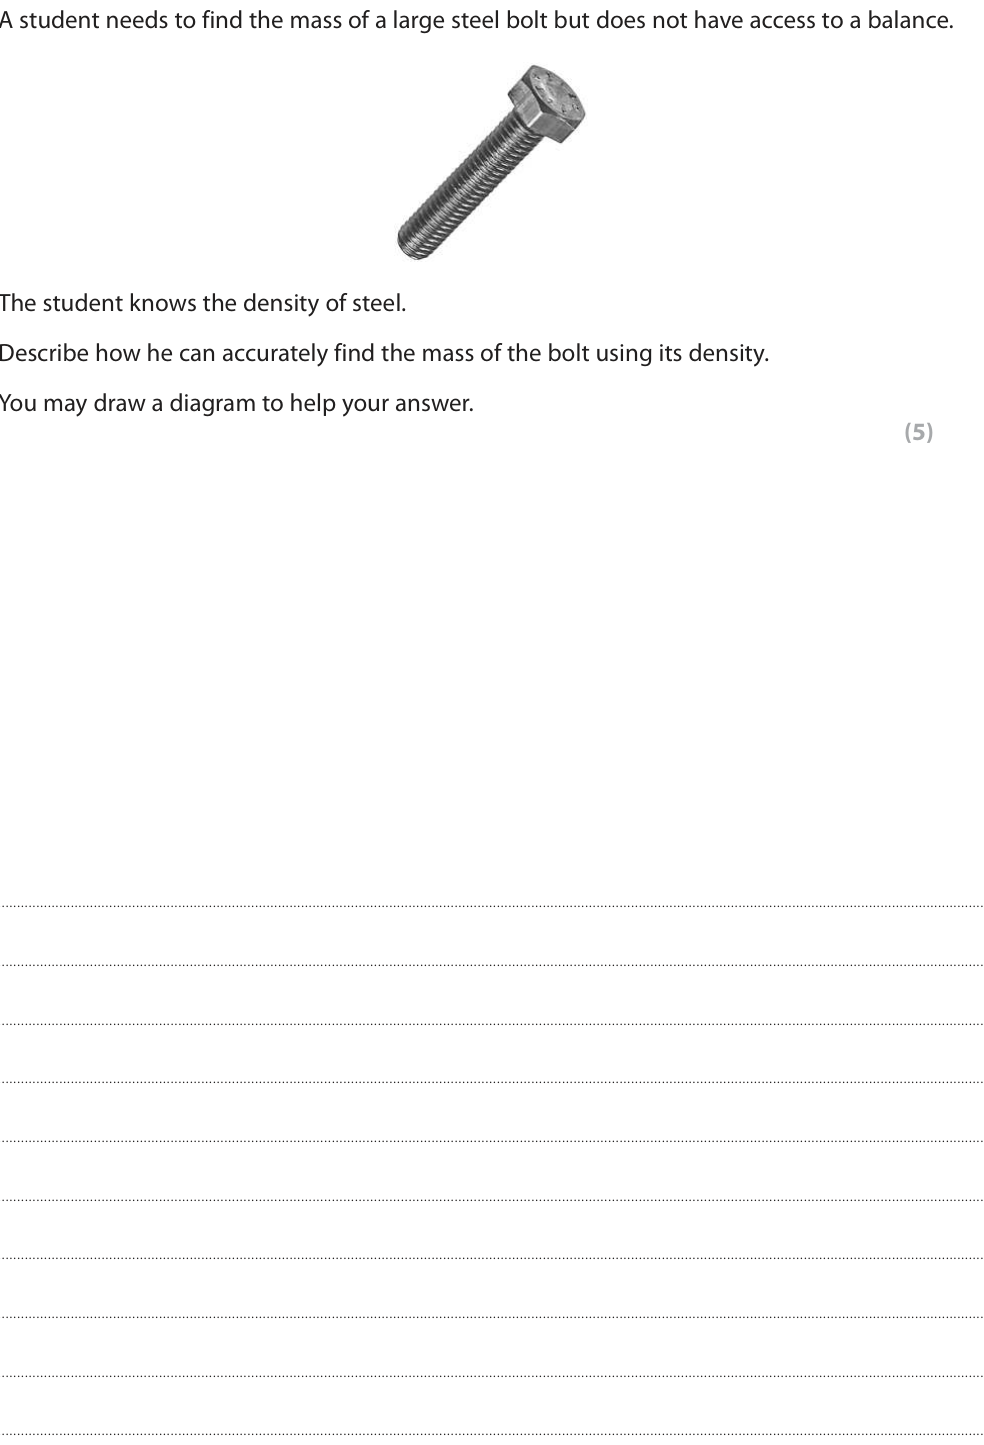 A student needs to find the mass of a large steel bolt but does not have access to a balance.
The student knows the density of steel.
Describe how he can accurately find the mass of the bolt using its density.
You may draw a diagram to help your answer.
(5)